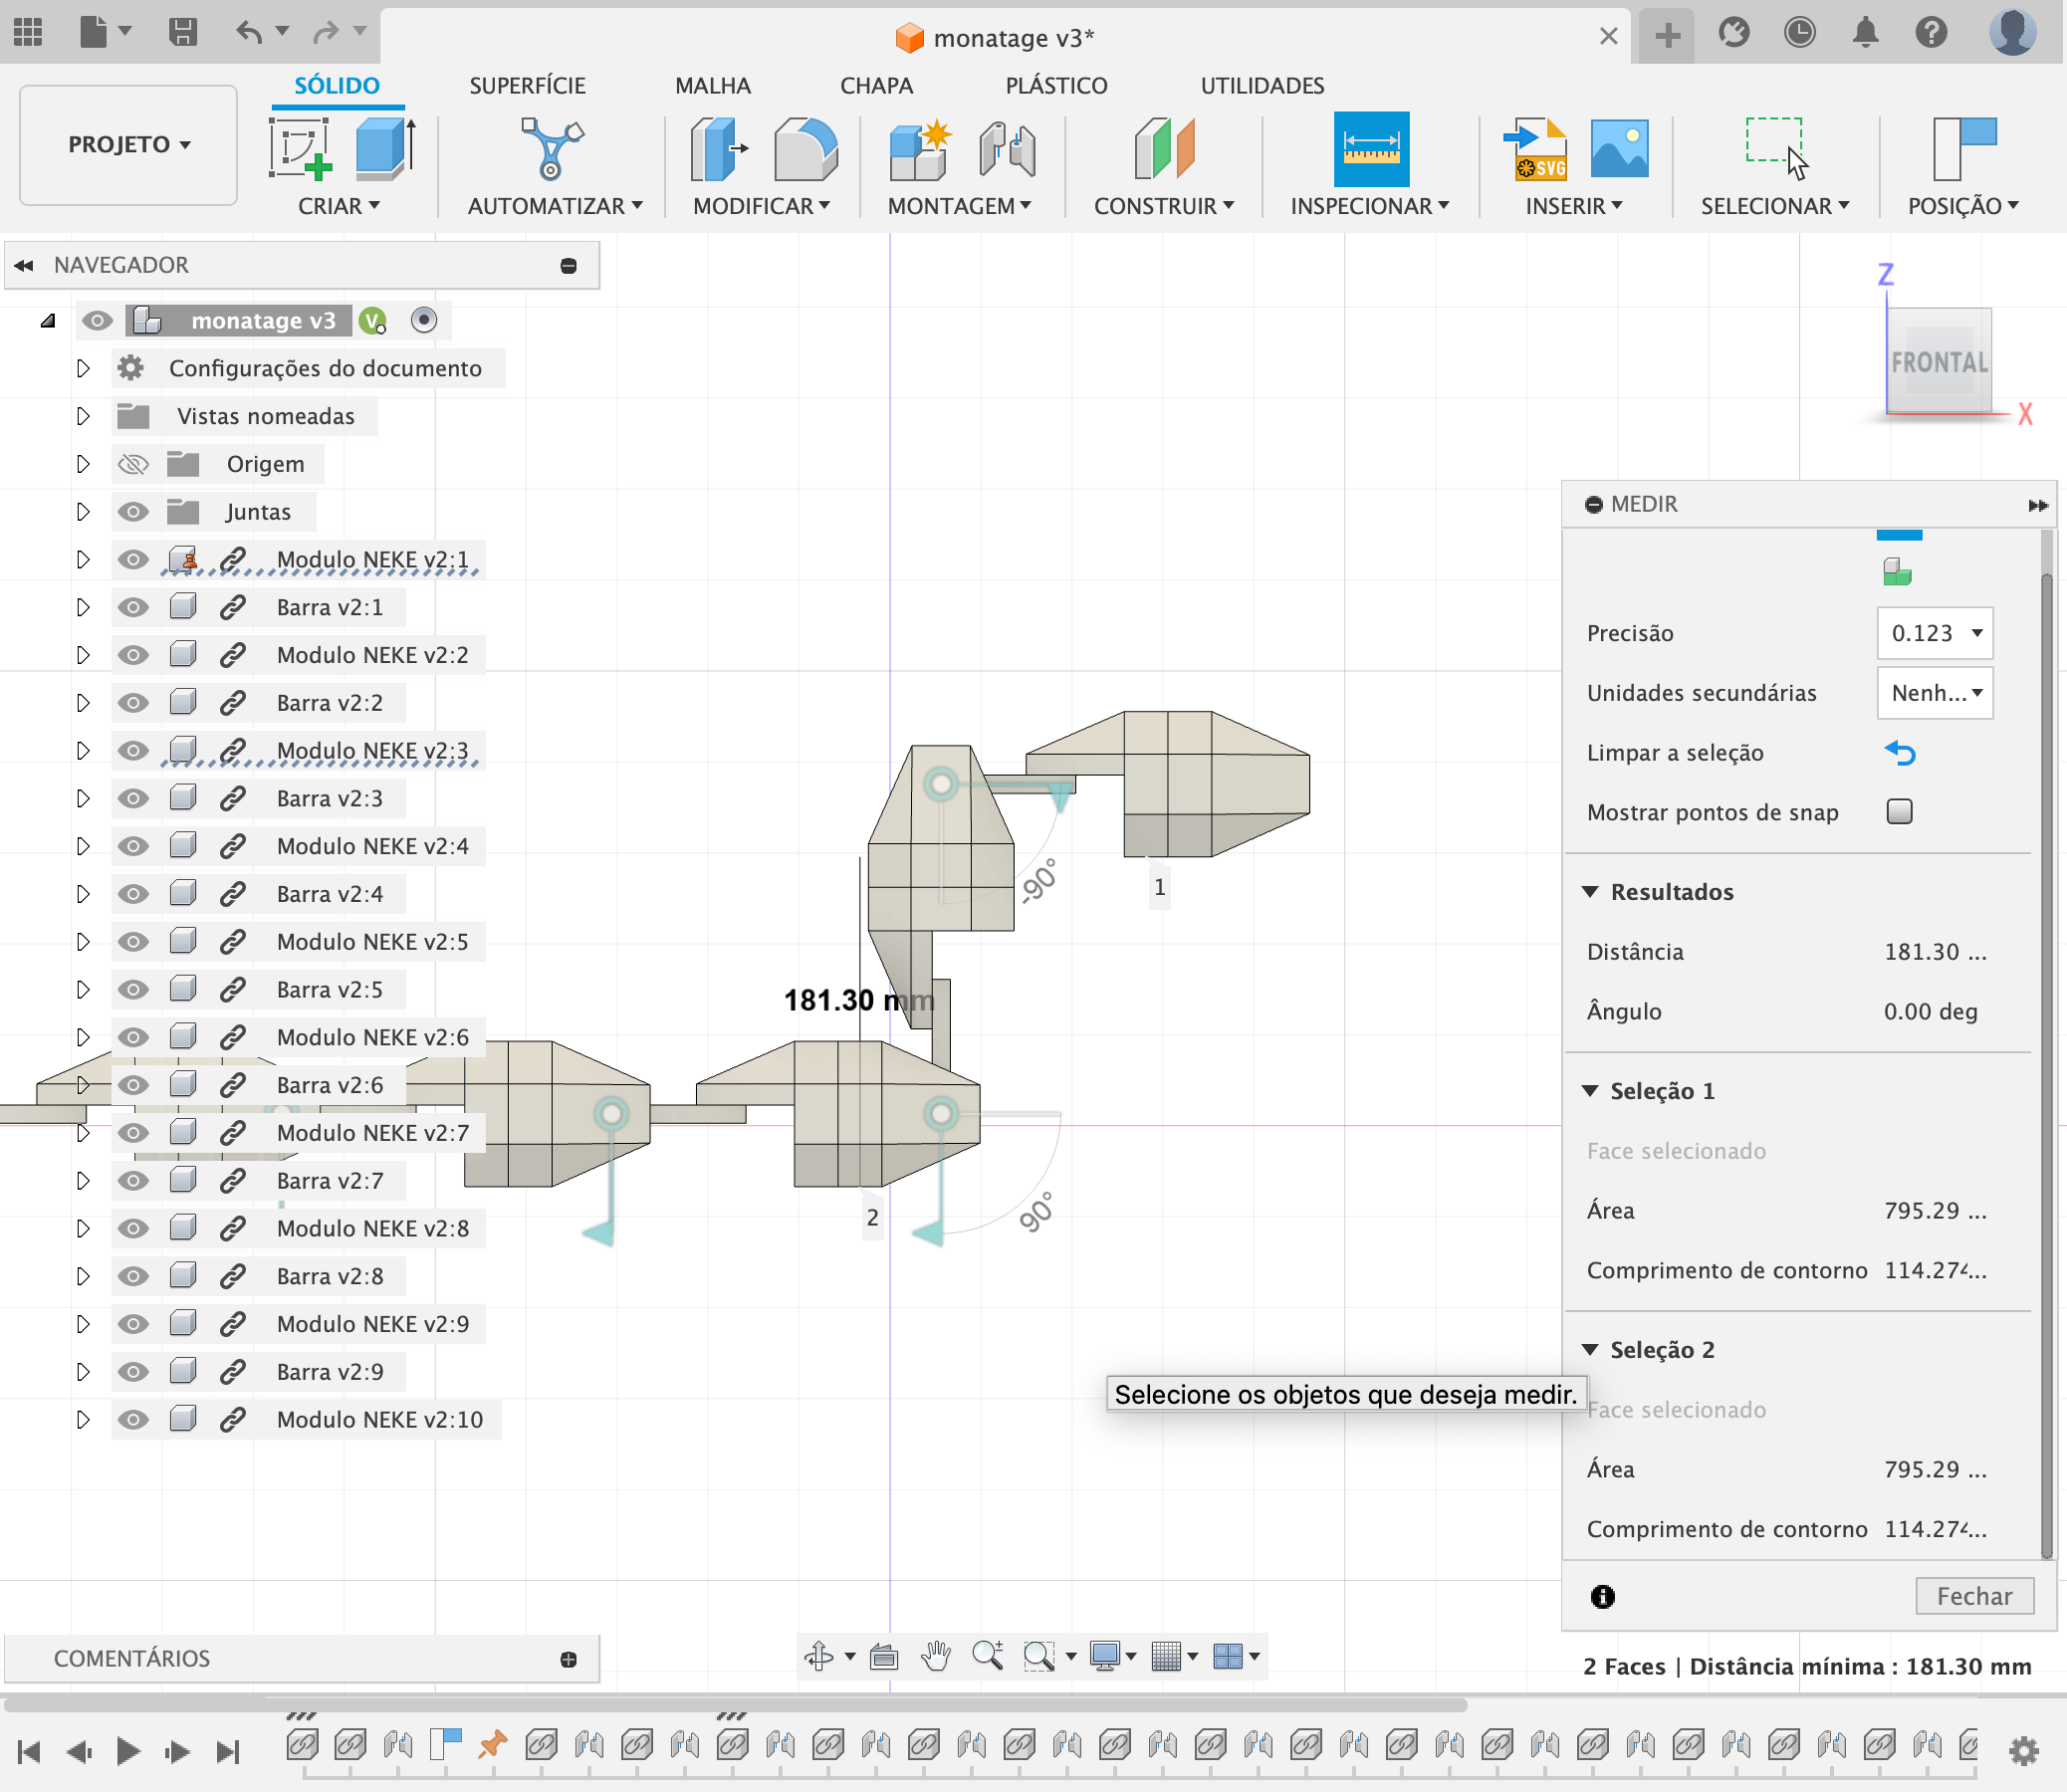 monatage v3*
SÓLIDO
SUPERFÍCIE
MALHA
CHAPA
PLÁSTICO
UTILIDADES
PROJETO
CRIAR
AUTOMATIZAR
MODIFICAR
MONTAGEM
CONSTRUIR
INSPECIONAR
SVG
INSERIR
SELECIONAR
POSIÇÃO
NAVEGADOR
monatage v3
V
Configurações do documento
Vistas nomeadas
Origem
Juntas
Modulo NEKE v2:1
Barra v2:1
Modulo NEKE v2:2
Barra v2:2
Modulo NEKE v2:3
Barra v2:3
Modulo NEKE v2:4
Barra v2:4
Modulo NEKE v2:5
Barra v2:5
Modulo NEKE v2:6
Barra v2:6
Modulo NEKE v2:7
Barra v2:7
Modulo NEKE v2:8
Barra v2:8
Modulo NEKE v2:9
Barra v2:9
Modulo NEKE v2:10
Z
FRONTAL
X
-90°
1
181.30 mm
90°
2
MEDIR
Precisão 0.123
Unidades secundárias Nenh...
Limpar a seleção
Mostrar pontos de snap
Resultados
Distância 181.30 ...
Ângulo 0.00 deg
Seleção 1
Face selecionado
Área 795.29 ...
Comprimento de contorno 114.274...
Seleção 2
Selecione os objetos que deseja medir.
Face selecionado
Área 795.29 ...
Comprimento de contorno 114.274...
Fechar
COMENTÁRIOS
2 Faces | Distância mínima : 181.30 mm